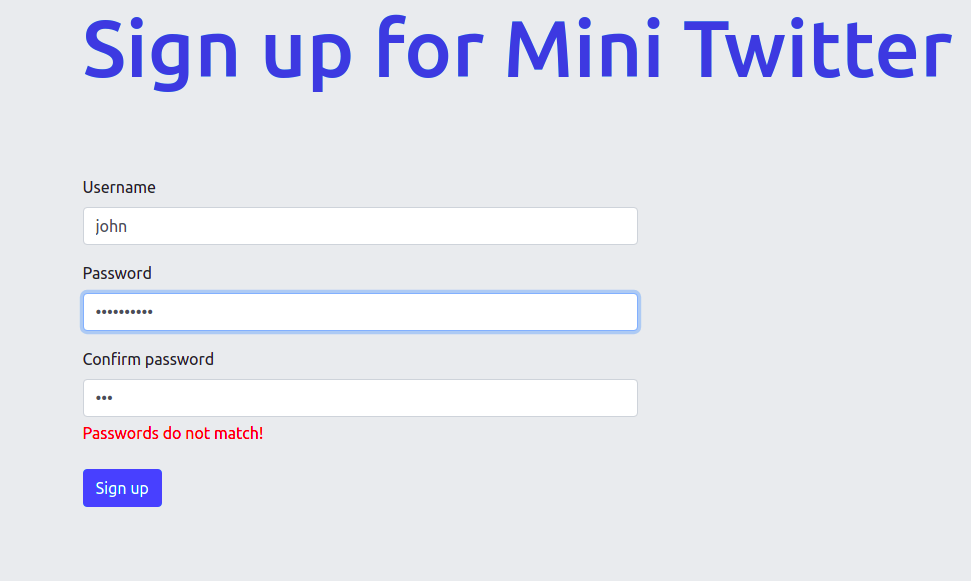 Sign up for Mini Twitter
Username
john
Password
••••••••••
Confirm password
•••
Passwords do not match!
Sign up